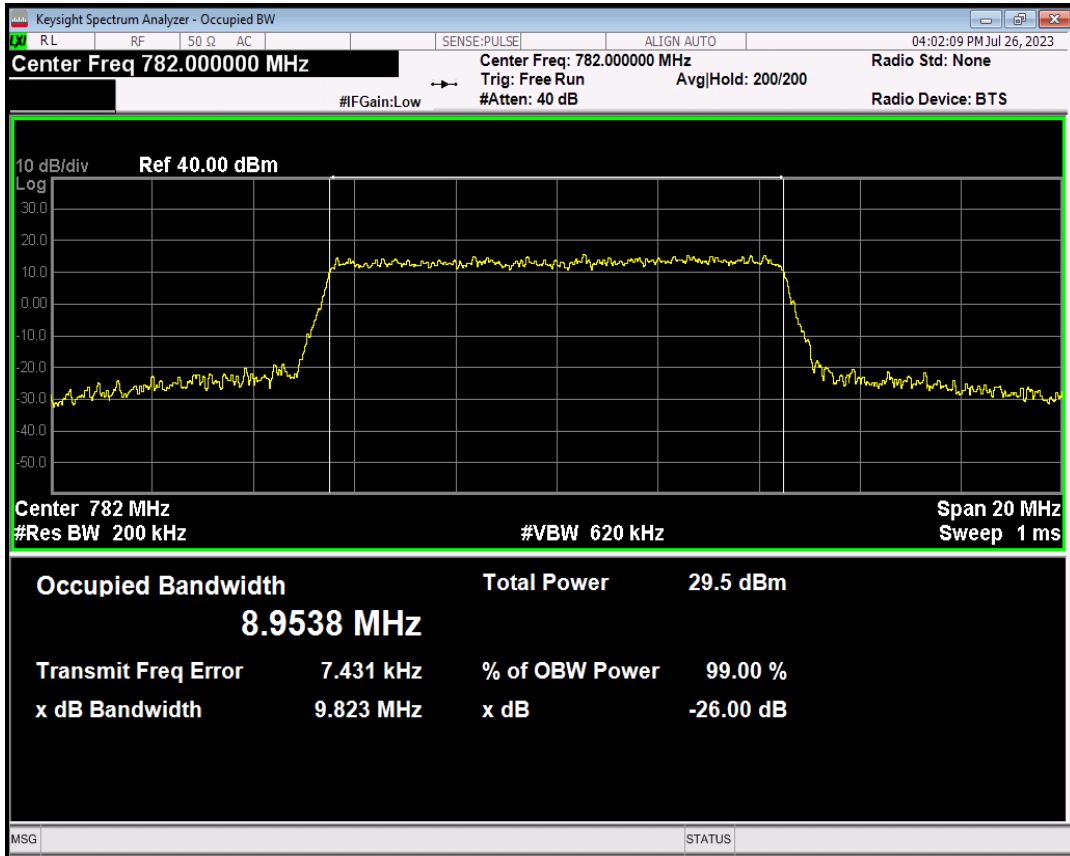 Keysight Spectrum Analyzer - Occupied BW
LXI RL RF 50 Ω AC SENSE:PULSE ALIGN AUTO 04:02:09 PM Jul 26, 2023
Center Freq 782.000000 MHz Center Freq: 782.000000 MHz Radio Std: None
Trig: Free Run Avg|Hold: 200/200
#IFGain:Low #Atten: 40 dB Radio Device: BTS
10 dB/div Ref 40.00 dBm
Log
30.0
20.0
10.0
0.00
-10.0
-20.0
-30.0
-40.0
-50.0
Center 782 MHz Span 20 MHz
#Res BW 200 kHz #VBW 620 kHz Sweep 1 ms
Occupied Bandwidth Total Power 29.5 dBm
8.9538 MHz
Transmit Freq Error 7.431 kHz % of OBW Power 99.00 %
x dB Bandwidth 9.823 MHz x dB -26.00 dB
MSG STATUS